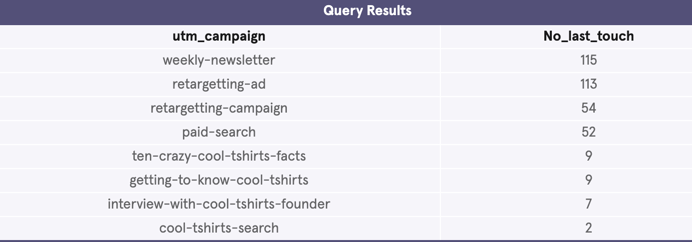 Query Results
utm_campaign No_last_touch
weekly-newsletter 115
retargetting-ad 113
retargetting-campaign 54
paid-search 52
ten-crazy-cool-tshirts-facts 9
getting-to-know-cool-tshirts 9
interview-with-cool-tshirts-founder 7
cool-tshirts-search 2